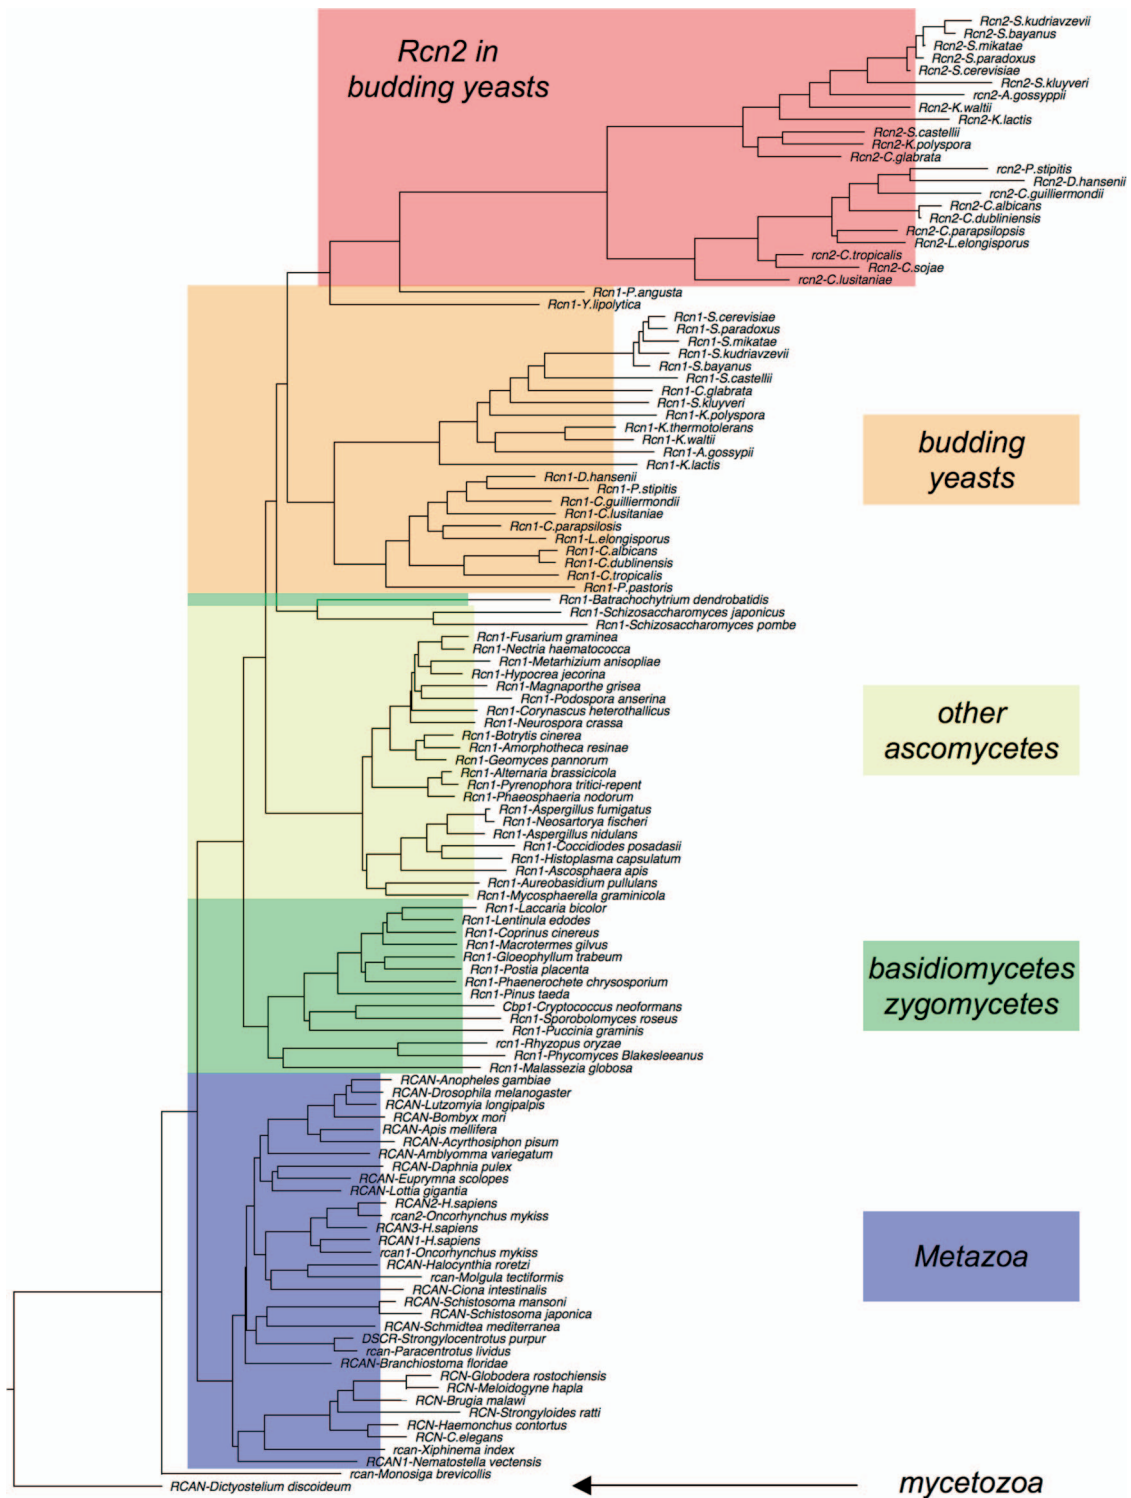 Rcn2 in
budding yeasts
Rcn2-S.kudriavzevii
Rcn2-S.bayanus
Rcn2-S.mikatae
Rcn2-S.paradoxus
Rcn2-S.cerevisiae
Rcn2-S.kluyveri
rcn2-A.gossyppii
Rcn2-K.waltii
Rcn2-K.lactis
Rcn2-S.castellii
Rcn2-K.polyspora
Rcn2-C.glabrata
rcn2-P.stipitis
Rcn2-D.hansenii
rcn2-C.guilliermondii
Rcn2-C.albicans
Rcn2-C.dubliniensis
Rcn2-C.parapsilopsis
Rcn2-L.elongisporus
rcn2-C.tropicalis
Rcn2-C.sojae
rcn2-C.lusitaniae
Rcn1-P.angusta
Rcn1-Y.lipolytica
Rcn1-S.cerevisiae
Rcn1-S.paradoxus
Rcn1-S.mikatae
Rcn1-S.kudriavzevii
Rcn1-S.bayanus
Rcn1-S.castellii
Rcn1-C.glabrata
Rcn1-S.kluyveri
Rcn1-K.polyspora
Rcn1-K.thermotolerans
Rcn1-K.waltii
Rcn1-A.gossypii
Rcn1-K.lactis
budding
yeasts
Rcn1-D.hansenii
Rcn1-P.stipitis
Rcn1-C.guilliermondii
Rcn1-C.lusitaniae
Rcn1-C.parapsilosis
Rcn1-L.elongisporus
Rcn1-C.albicans
Rcn1-C.dublinensis
Rcn1-C.tropicalis
Rcn1-P.pastoris
Rcn1-Batrachochytrium dendrobatidis
Rcn1-Schizosaccharomyces japonicus
Rcn1-Schizosaccharomyces pombe
Rcn1-Fusarium graminea
Rcn1-Nectria haematococca
Rcn1-Metarhizium anisopliae
Rcn1-Hypocrea jecorina
Rcn1-Magnaporthe grisea
Rcn1-Podospora anserina
Rcn1-Corynascus heterothallicus
Rcn1-Neurospora crassa
Rcn1-Botrytis cinerea
Rcn1-Amorphotheca resinae
Rcn1-Geomyces pannorum
other
ascomycetes
Rcn1-Alternaria brassicicola
Rcn1-Pyrenophora tritici-repent
Rcn1-Phaeosphaeria nodorum
Rcn1-Aspergillus fumigatus
Rcn1-Neosartorya fischeri
Rcn1-Aspergillus nidulans
Rcn1-Coccidiodes posadasii
Rcn1-Histoplasma capsulatum
Rcn1-Ascosphaera apis
Rcn1-Aureobasidium pullulans
Rcn1-Mycosphaerella graminicola
Rcn1-Laccaria bicolor
Rcn1-Lentinula edodes
Rcn1-Coprinus cinereus
Rcn1-Macrotermes gilvus
Rcn1-Gloeophyllum trabeum
Rcn1-Postia placenta
Rcn1-Phaenerochete chrysosporium
Rcn1-Pinus taeda
basidiomycetes
zygomycetes
Cbp1-Cryptococcus neoformans
Rcn1-Sporobolomyces roseus
Rcn1-Puccinia graminis
rcn1-Rhyzopus oryzae
Rcn1-Phycomyces Blakesleeanus
Rcn1-Malassezia globosa
RCAN-Anopheles gambiae
RCAN-Drosophila melanogaster
RCAN-Lutzomyia longipalpis
RCAN-Bombyx mori
RCAN-Apis mellifera
RCAN-Acyrthosiphon pisum
RCAN-Amblyomma variegatum
RCAN-Daphnia pulex
RCAN-Euprymna scolopes
RCAN-Lottia gigantia
RCAN2-H.sapiens
rcan2-Oncorhynchus mykiss
RCAN3-H.sapiens
RCAN1-H.sapiens
rcan1-Oncorhynchus mykiss
Metazoa
RCAN-Halocynthia roretzi
rcan-Molgula tectiformis
RCAN-Ciona intestinalis
RCAN-Schistosoma mansoni
RCAN-Schistosoma japonica
RCAN-Schmidtea mediterranea
DSCR-Strongylocentrotus purpur
rcan-Paracentrotus lividus
RCAN-Branchiostoma floridae
RCN-Globodera rostochiensis
RCN-Meloidogyne hapla
RCN-Brugia malawi
RCN-Strongyloides ratti
RCN-Haemonchus contortus
RCN-C.elegans
rcan-Xiphinema index
RCAN1-Nematostella vectensis
rcan-Monosiga brevicollis
RCAN-Dictyostelium discoideum
mycetozoa